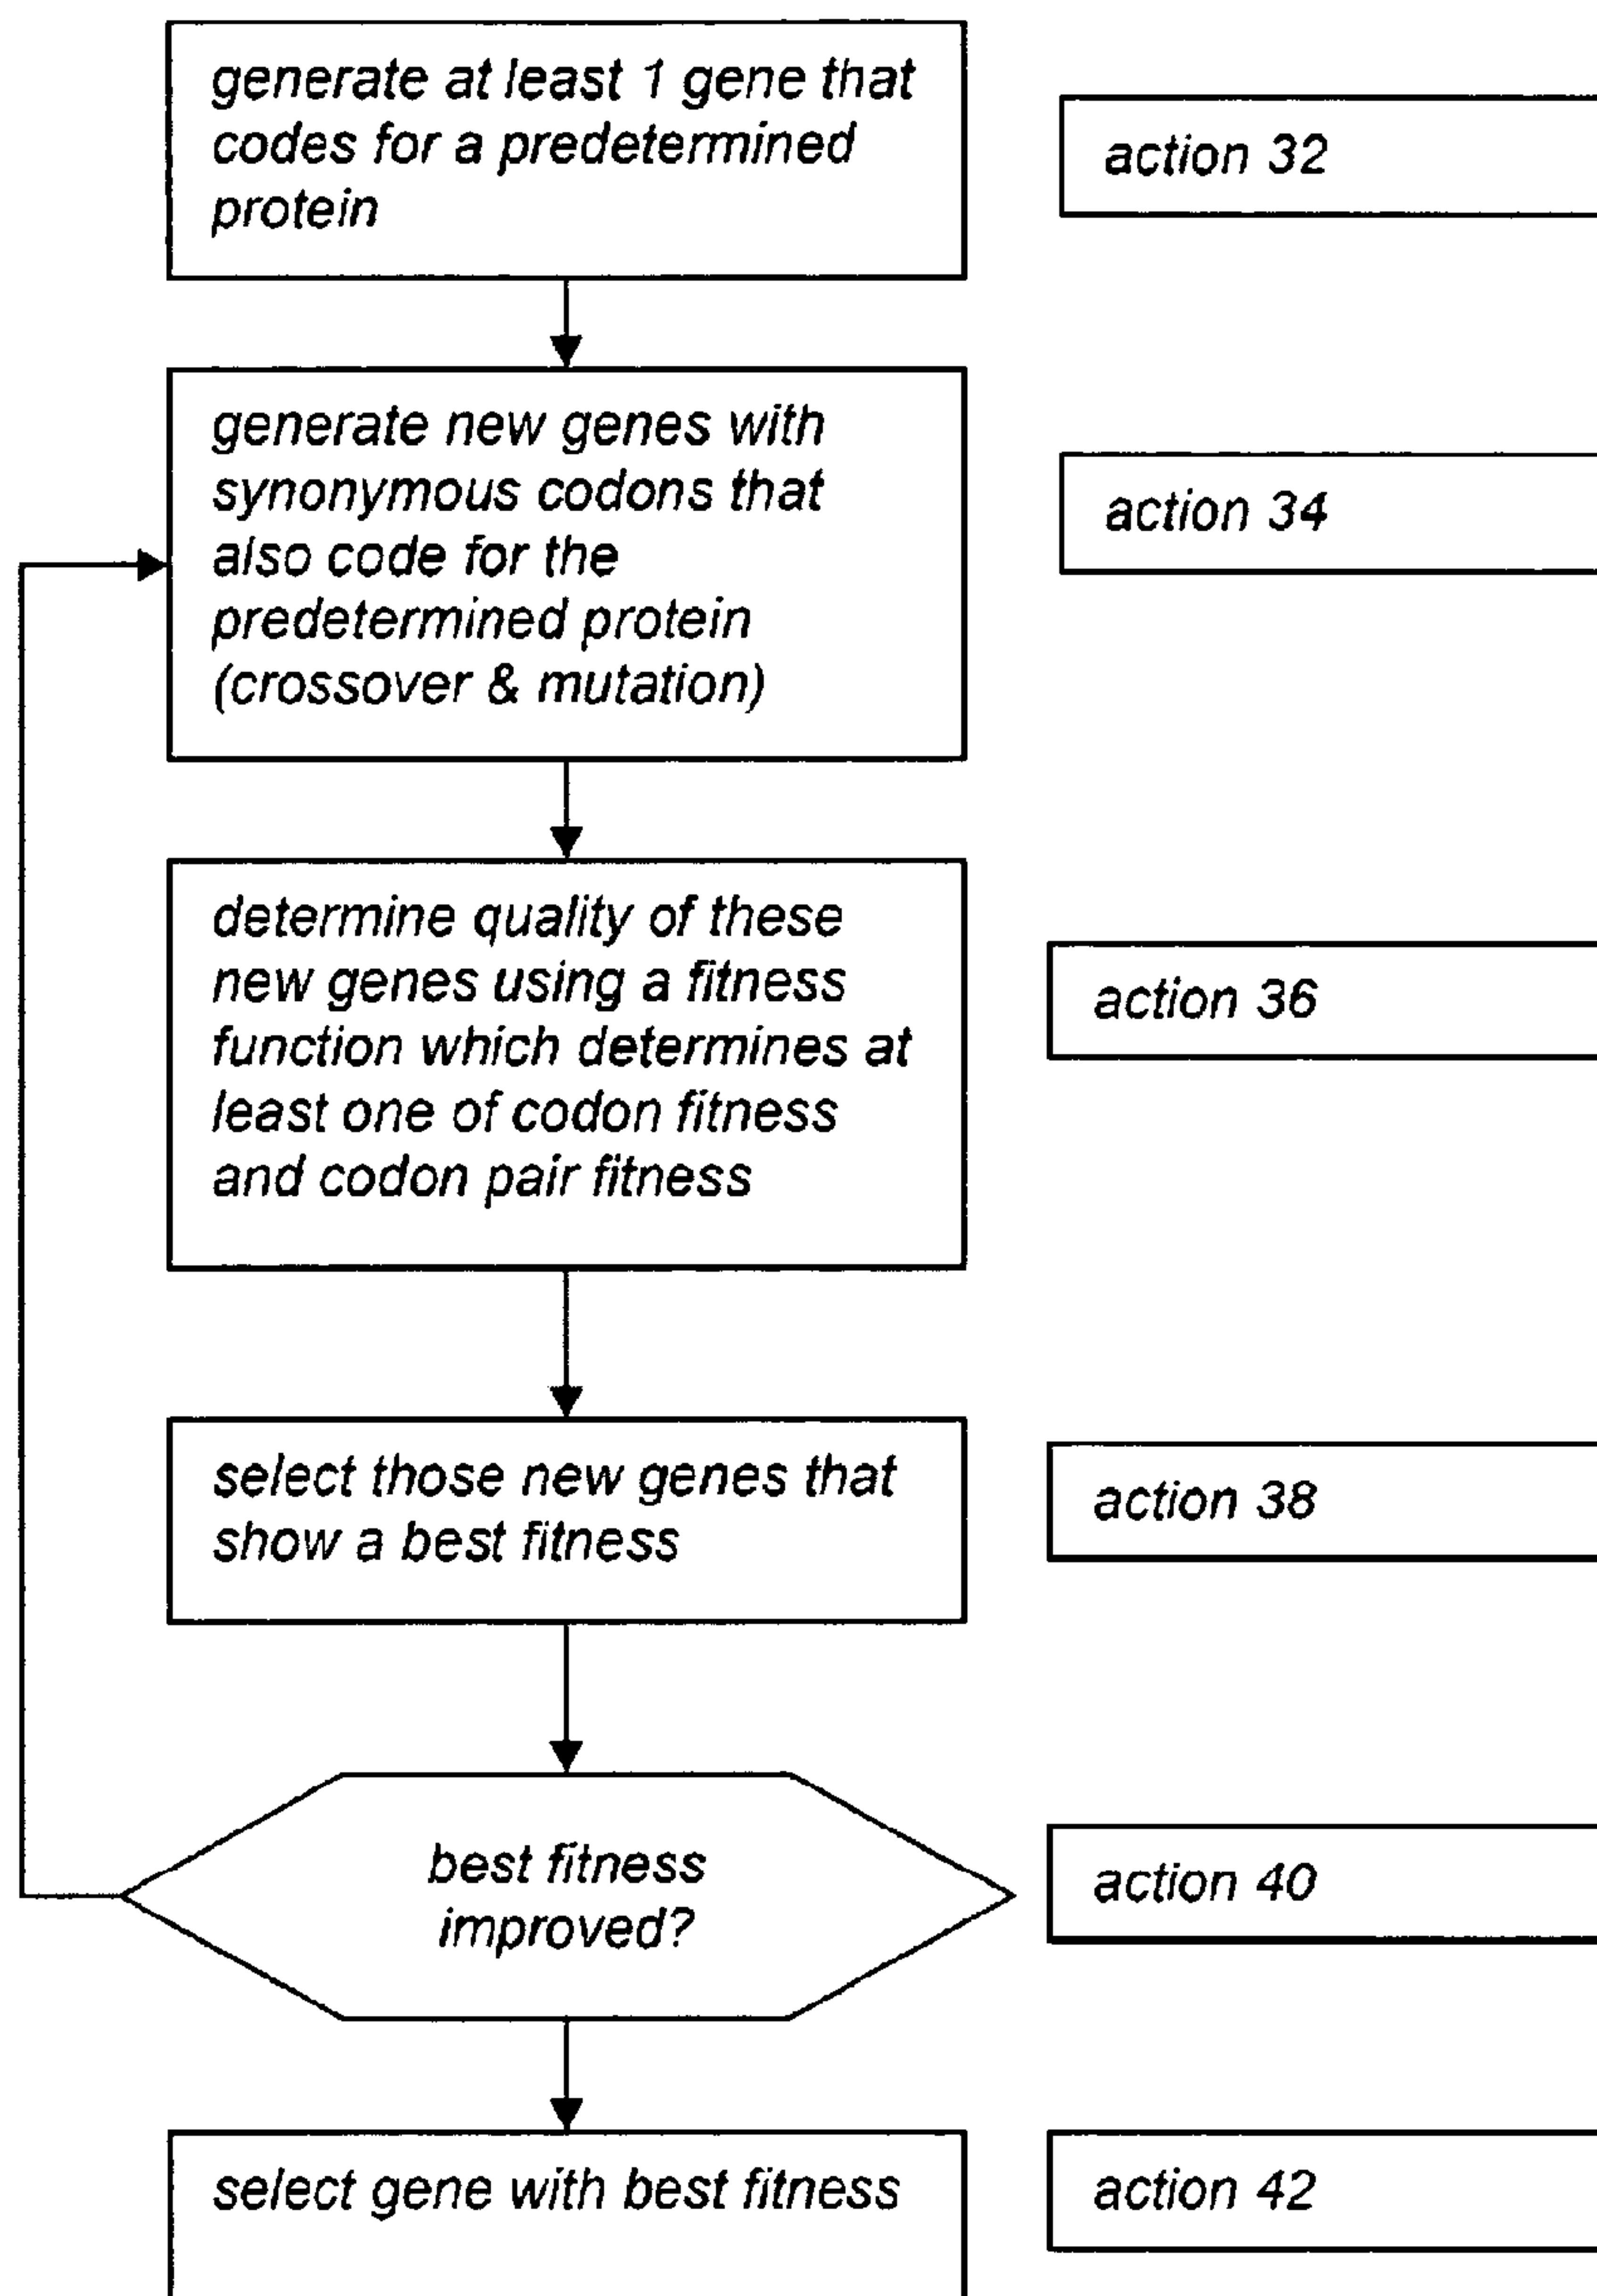 generate at least 1 gene that
codes for a predetermined
protein
action 32
generate new genes with
synonymous codons that
also code for the
predetermined protein
(crossover & mutation)
action 34
determine quality of these
new genes using a fitness
function which determines at
least one of codon fitness
and codon pair fitness
action 36
select those new genes that
show a best fitness
action 38
best fitness
improved?
action 40
select gene with best fitness
action 42